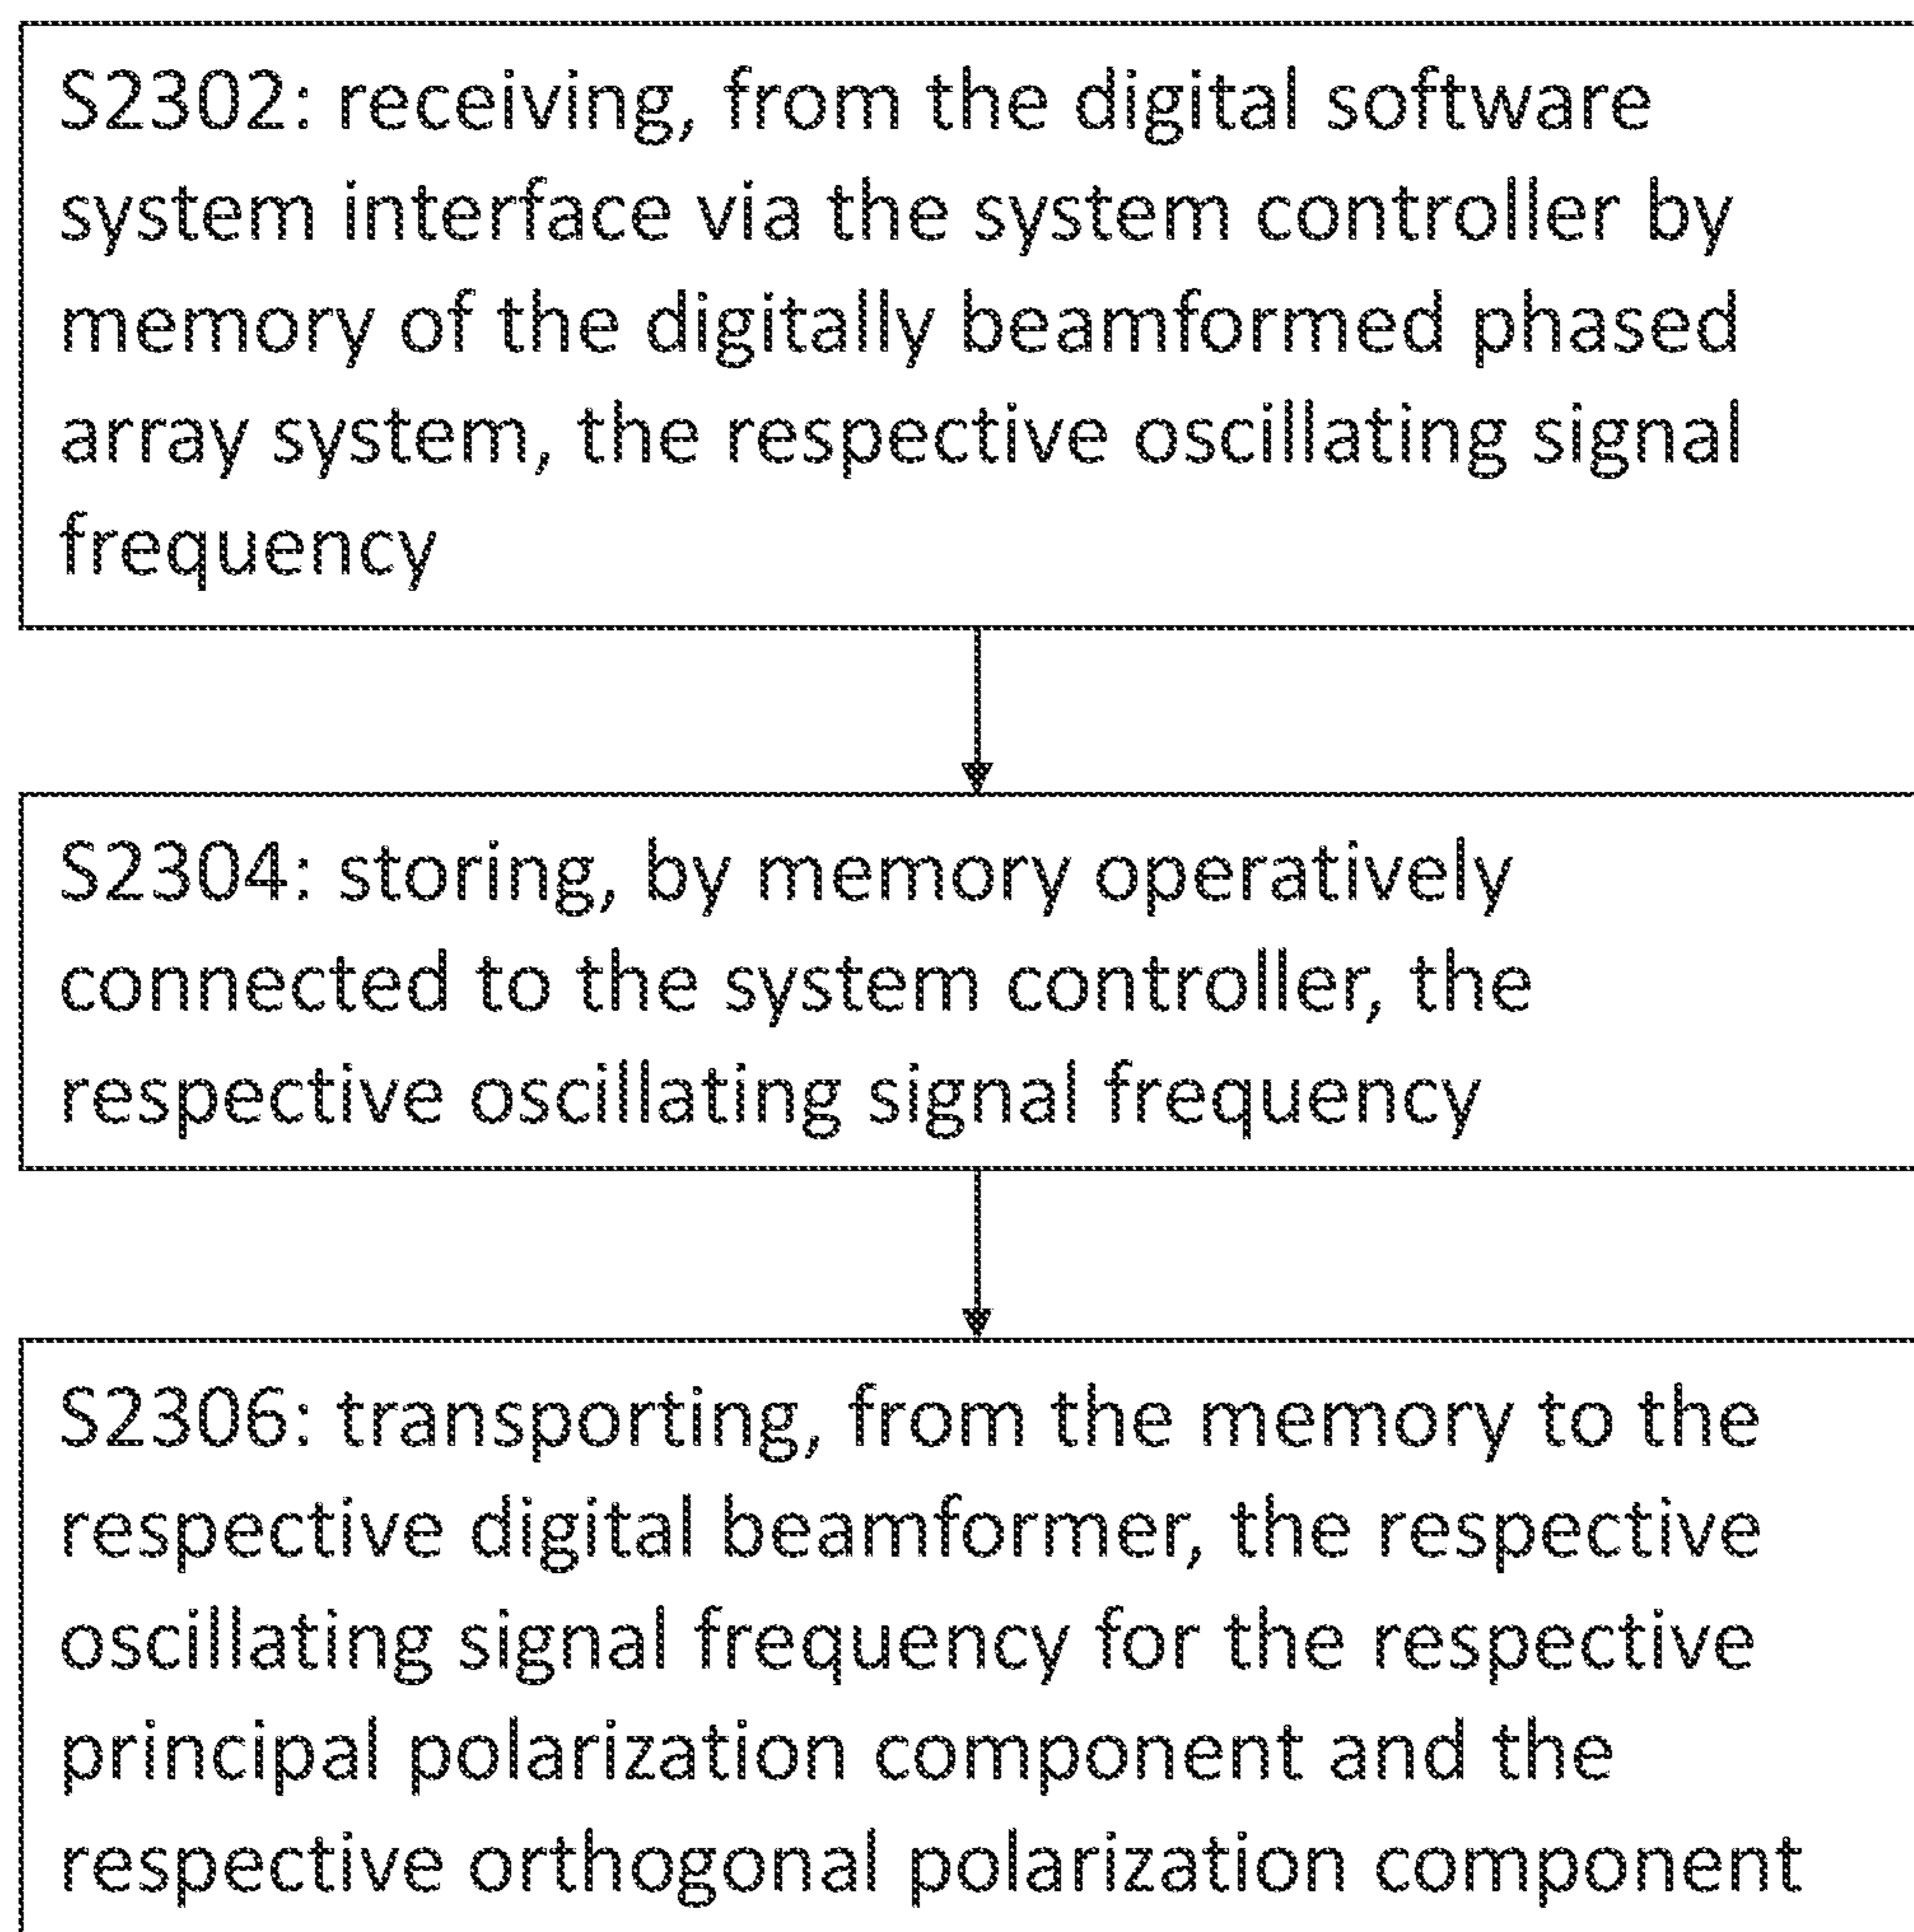 S2302: receiving, from the digital software
system interface via the system controller by
memory of the digitally beamformed phased
array system, the respective oscillating signal
frequency
S2304: storing, by memory operatively
connected to the system controller, the
respective oscillating signal frequency
S2306: transporting, from the memory to the
respective digital beamformer, the respective
oscillating signal frequency for the respective
principal polarization component and the
respective orthogonal polarization component